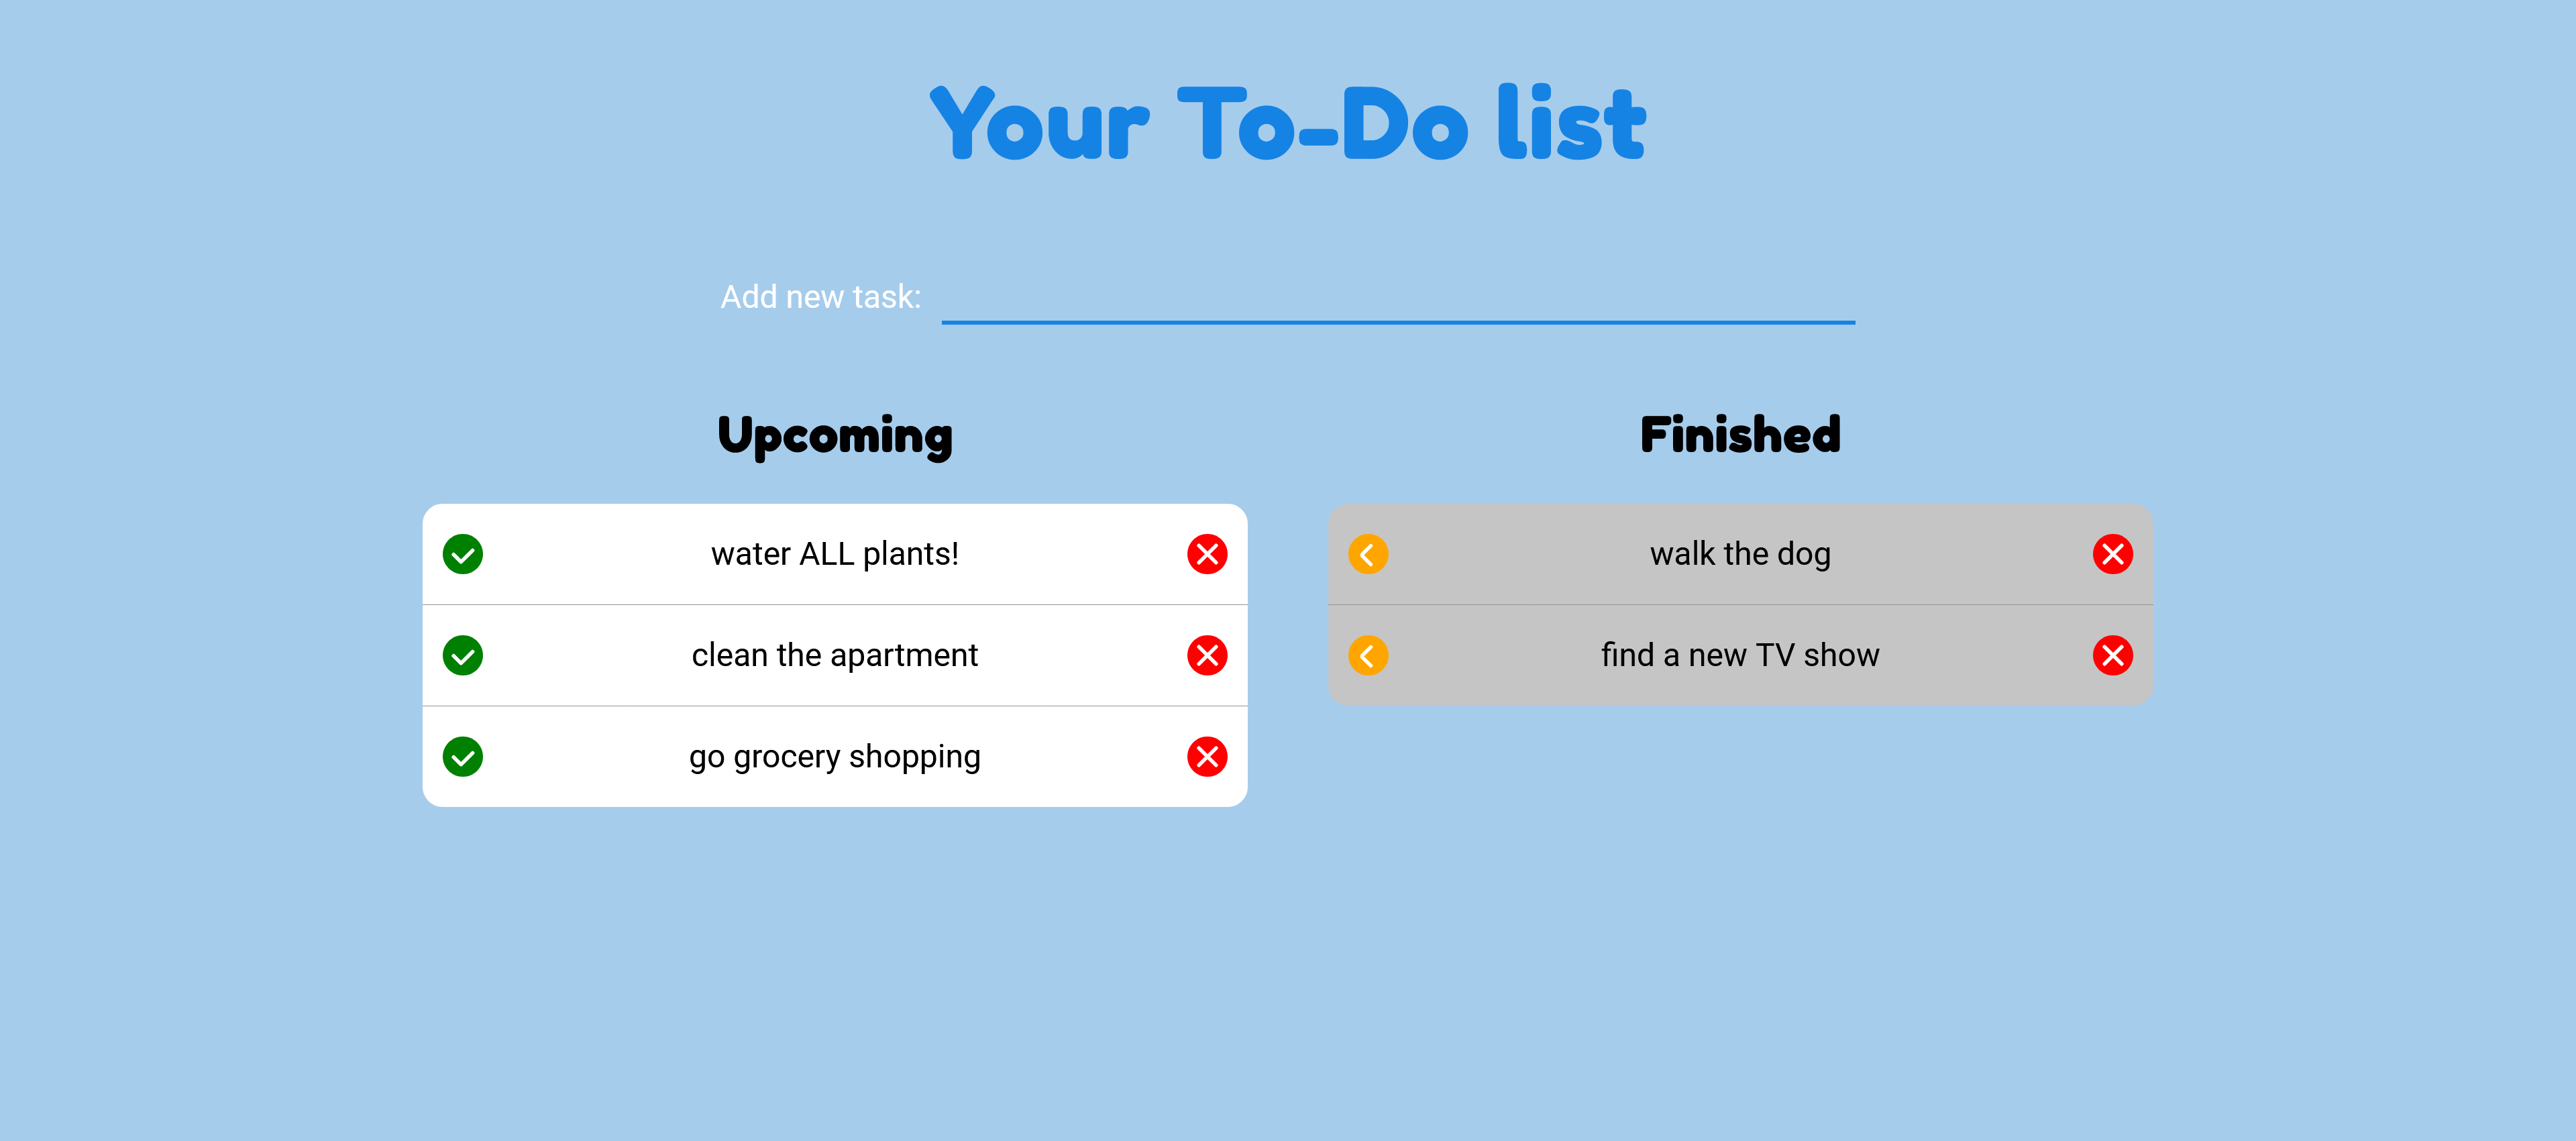 Your To-Do list
Add new task:
Upcoming
water ALL plants!
clean the apartment
go grocery shopping
Finished
walk the dog
find a new TV show